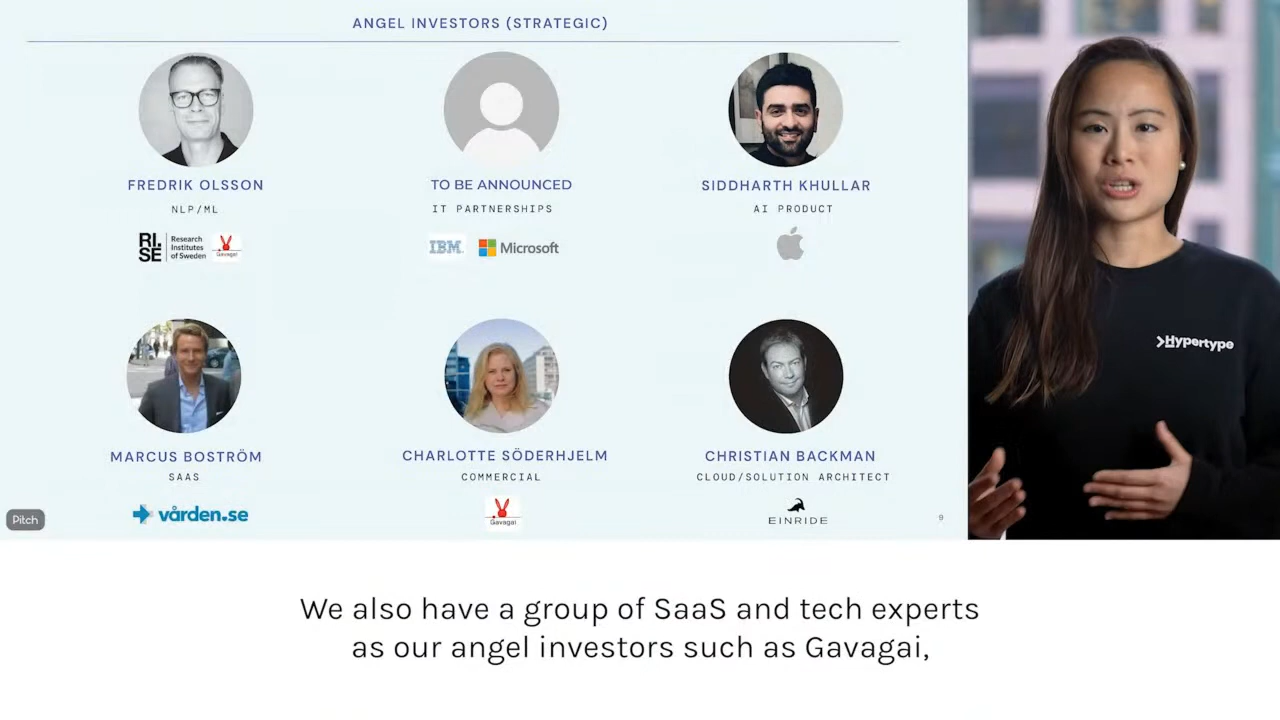 ANGEL INVESTORS (STRATEGIC)
FREDRIK OLSSON
NLP/ML
RI.
SE
Research
Institutes
of Sweden
Gavagai
TO BE ANNOUNCED
IT PARTNERSHIPS
IBM
Microsoft
SIDDHARTH KHULLAR
AI PRODUCT
MARCUS BOSTRÖM
SAAS
vården.se
CHARLOTTE SÖDERHJELM
COMMERCIAL
Gavagai
CHRISTIAN BACKMAN
CLOUD/SOLUTION ARCHITECT
EINRIDE
Pitch
9
>Hypertype
We also have a group of SaaS and tech experts
as our angel investors such as Gavagai,